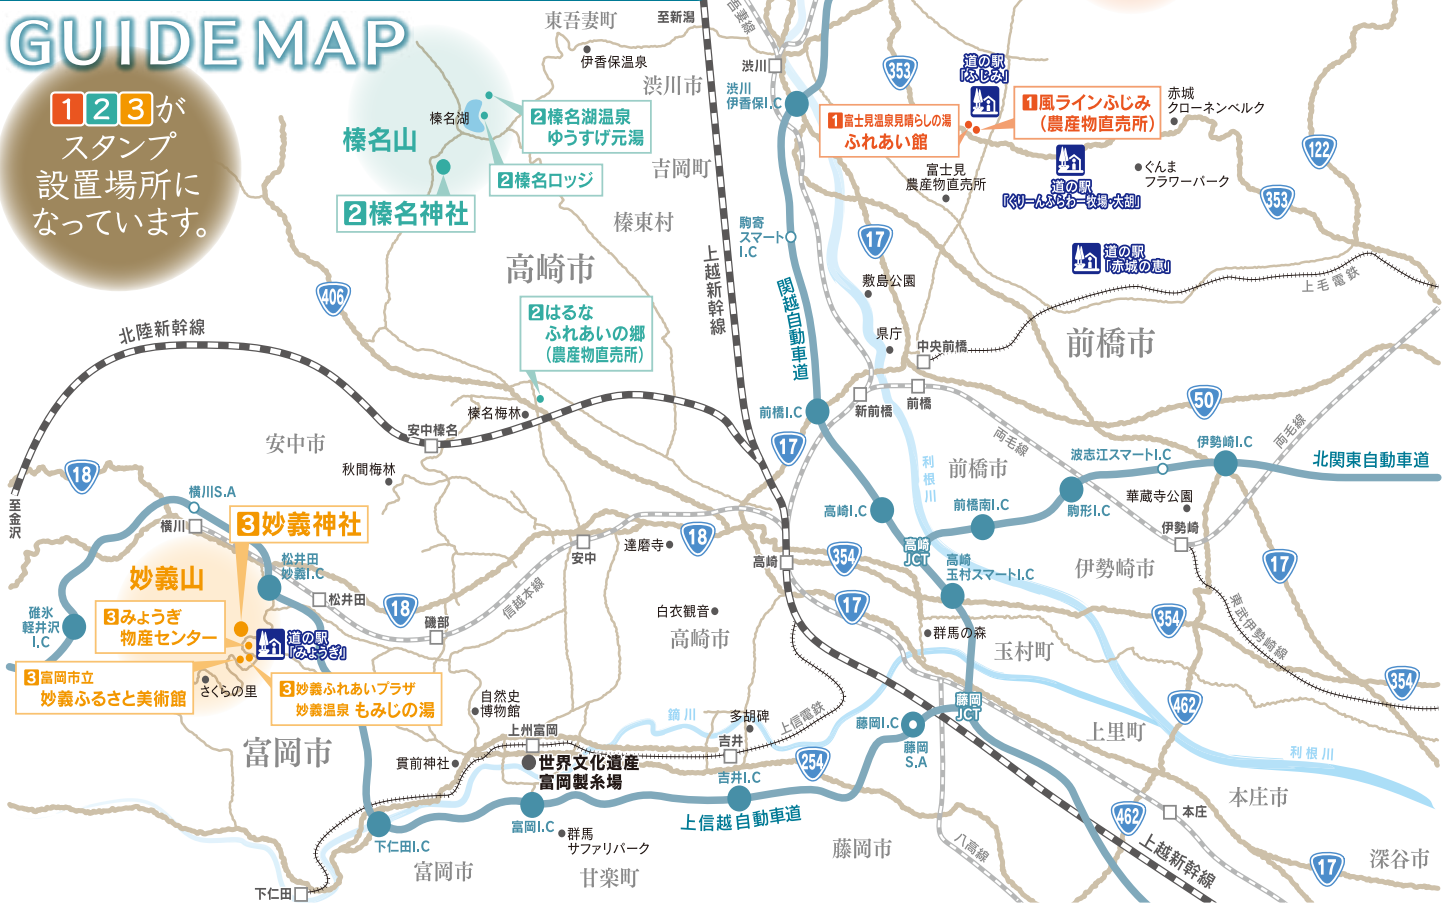 GUIDE MAP
1 2 3 が
スタンプ
設置場所に
なっています。
東吾妻町
至新潟
吾妻線
伊香保温泉
渋川市
渋川
渋川
伊香保I.C
353
道の駅
「ふじみ」
1風ラインふじみ
(農産物直売所)
赤城
クローネンベルク
1富士見温泉見晴らしの湯
ふれあい館
122
榛名湖
榛名山
2榛名湖温泉
ゆうすげ元湯
2榛名ロッジ
2榛名神社
吉岡町
榛東村
富士見
農産物直売所
道の駅
「ぐりーんふらわー牧場・大胡」
ぐんま
フラワーパーク
353
駒寄
スマート
I.C
17
道の駅
「赤城の恵」
上毛電鉄
高崎市
上越新幹線
関越自動車道
敷島公園
406
2はるな
ふれあいの郷
(農産物直売所)
県庁
中央前橋
前橋市
北陸新幹線
榛名梅林
安中榛名
前橋I.C
新前橋
前橋
50
両毛線
両毛線
安中市
秋間梅林
17
利根川
前橋市
波志江スマートI.C
伊勢崎I.C
北関東自動車道
18
至金沢
横川S.A
横川
3妙義神社
高崎I.C
前橋南I.C
駒形I.C
華蔵寺公園
伊勢崎
達磨寺
18
安中
高崎
354
高崎
JCT
高崎
玉村スマートI.C
伊勢崎市
17
妙義山
松井田
妙義I.C
松井田
18
信越本線
磯部
白衣観音
高崎市
17
群馬の森
玉村町
354
東武伊勢崎線
碓氷
軽井沢
I.C
3みょうぎ
物産センター
道の駅
「みょうぎ」
3富岡市立
妙義ふるさと美術館
さくらの里
3妙義ふれあいプラザ
妙義温泉 もみじの湯
自然史
博物館
鏑川
多胡碑
上信電鉄
藤岡I.C
藤岡
JCT
藤岡
S.A
462
354
上里町
利根川
富岡市
上州富岡
吉井
貫前神社
世界文化遺産
富岡製糸場
吉井I.C
254
上信越自動車道
富岡I.C
群馬
サファリパーク
下仁田I.C
富岡市
甘楽町
下仁田
藤岡市
八高線
462
本庄
本庄市
上越新幹線
17
深谷市